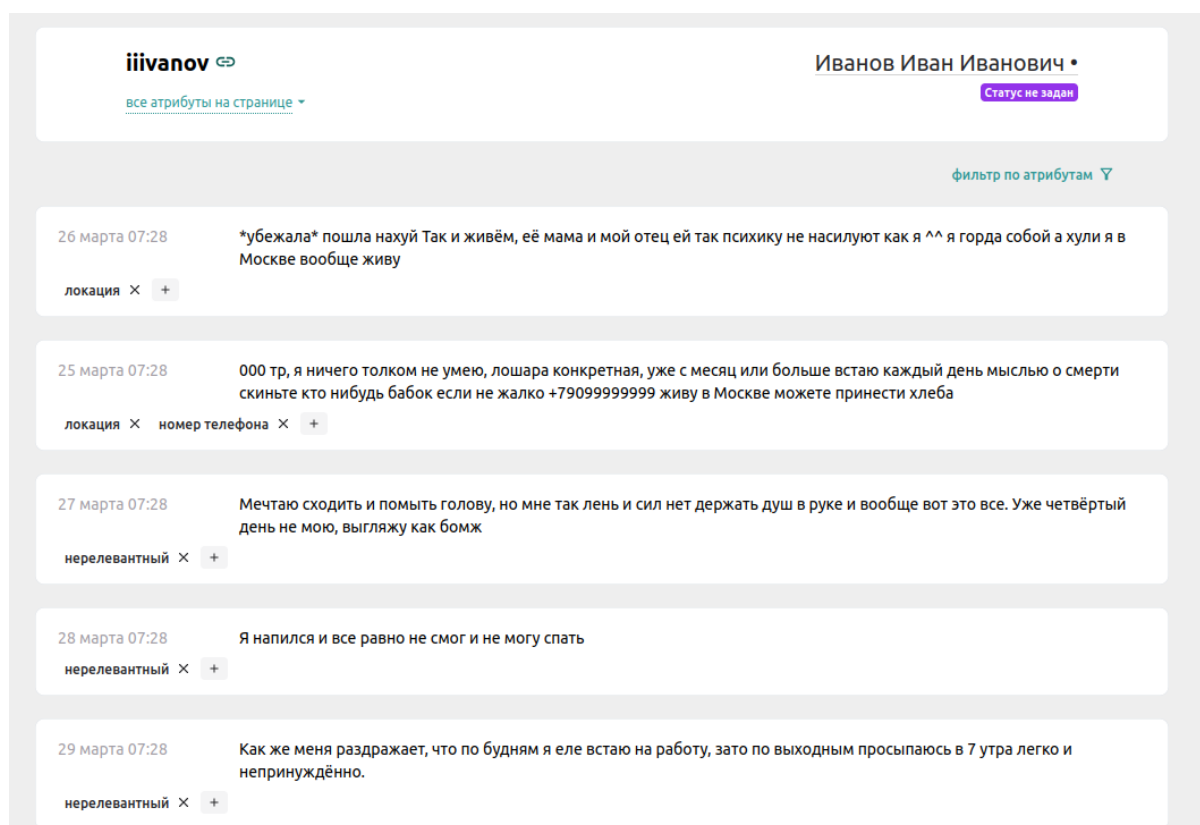 iiivanov
Иванов Иван Иванович •
все атрибуты на странице
Статус не задан
фильтр по атрибутам
26 марта 07:28
*убежала* пошла нахуй Так и живём, её мама и мой отец ей так психику не насилуют как я ^^ я горда собой а хули я в
Москве вообще живу
локация × +
25 марта 07:28
000 тр, я ничего толком не умею, лошара конкретная, уже с месяц или больше встаю каждый день мыслью о смерти
скиньте кто нибудь бабок если не жалко +79099999999 живу в Москве можете принести хлеба
локация × номер телефона × +
27 марта 07:28
Мечтаю сходить и помыть голову, но мне так лень и сил нет держать душ в руке и вообще вот это все. Уже четвёртый
день не мою, выгляжу как бомж
нерелевантный × +
28 марта 07:28
Я напился и все равно не смог и не могу спать
нерелевантный × +
29 марта 07:28
Как же меня раздражает, что по будням я еле встаю на работу, зато по выходным просыпаюсь в 7 утра легко и
непринуждённо.
нерелевантный × +